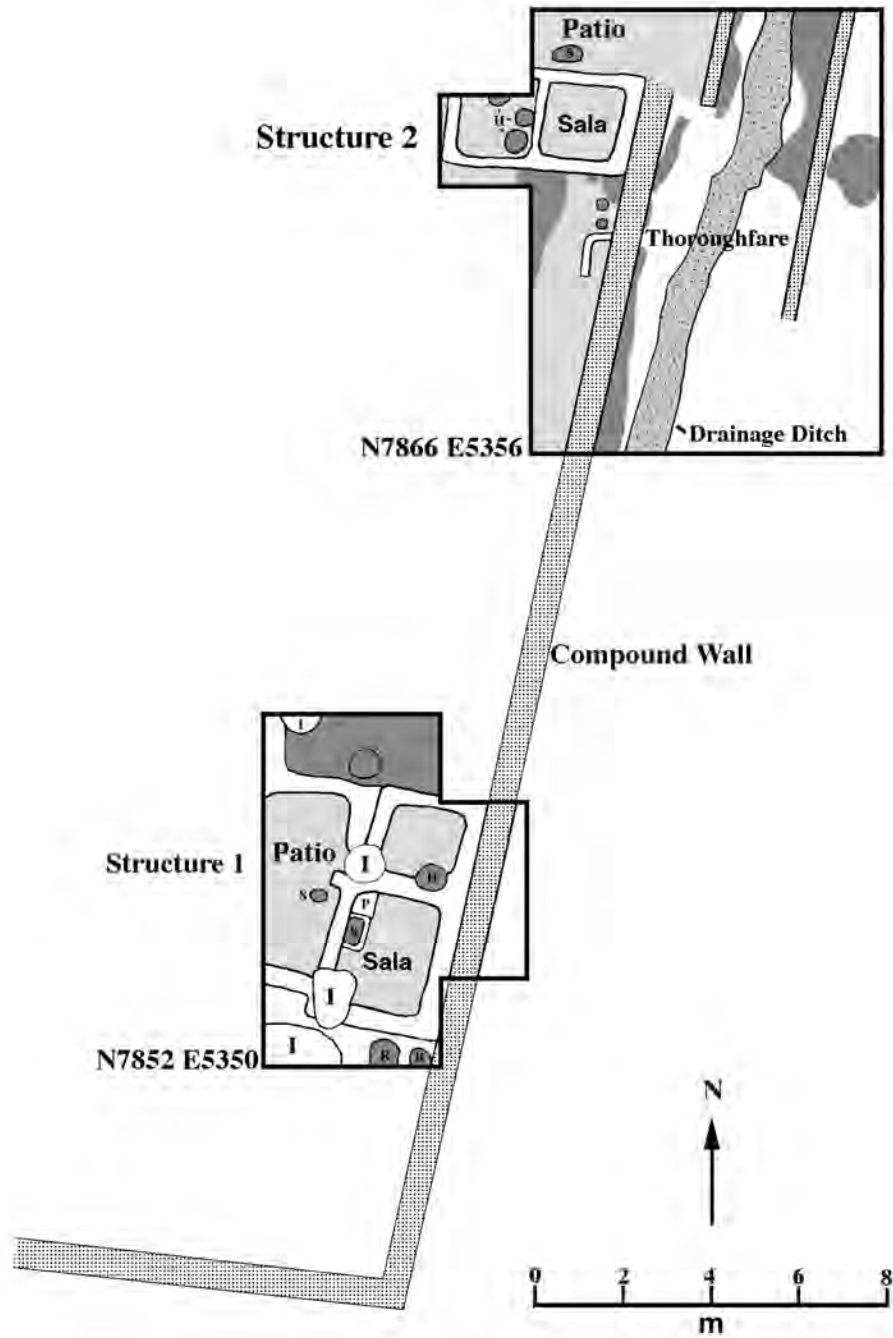 Patio
S
Structure 2
H
Sala
Thoroughfare
Drainage Ditch
N7866 E5356
Compound Wall
I
Structure 1
Patio
I
H
S
P
Sala
I
I
R
N7852 E5350
N
0 2 4 6 8
m